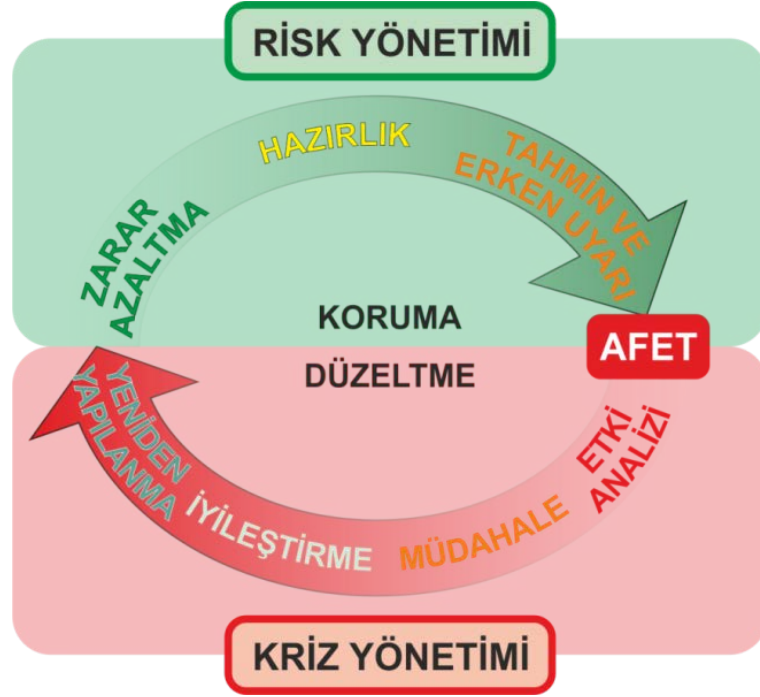 RİSK YÖNETİMİ
ZARAR
AZALTMA
HAZIRLIK
TAHMİN VE
ERKEN UYARI
KORUMA
AFET
DÜZELTME
ETKİ
ANALİZİ
MÜDAHALE
İYİLEŞTİRME
YENİDEN
YAPILANMA
KRİZ YÖNETİMİ